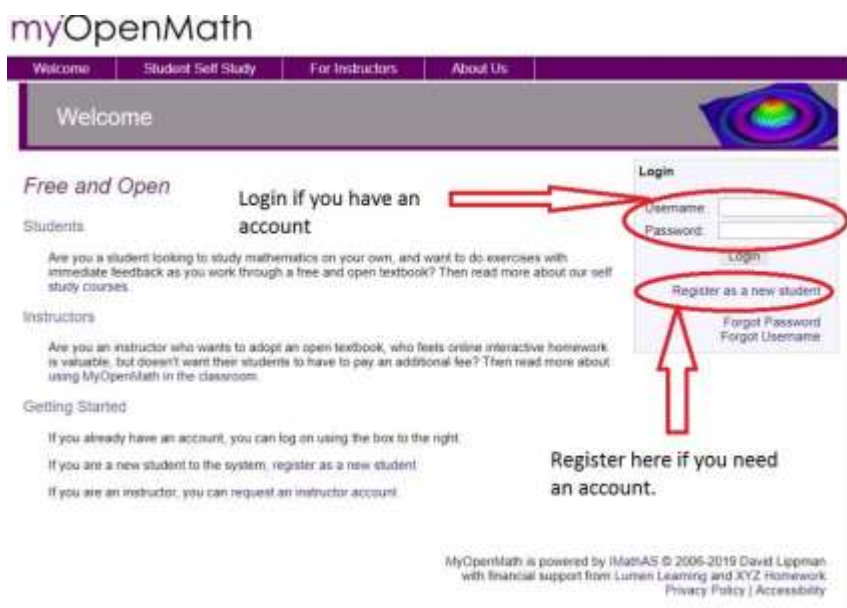 myOpenMath
Welcome Student Self Study For Instructors About Us
Welcome
Login
Free and Open
Login if you have an
account
Username:
Password:
Login
Students
Are you a student looking to study mathematics on your own, and want to do exercises with
immediate feedback as you work through a free and open textbook? Then read more about our self
study courses.
Register as a new student
Forgot Password
Forgot Username
Instructors
Are you an instructor who wants to adopt an open textbook, who feels online interactive homework
is valuable, but doesn't want their students to have to pay an additional fee? Then read more about
using MyOpenMath in the classroom.
Getting Started
If you already have an account, you can log on using the box to the right.
If you are a new student to the system, register as a new student
If you are an instructor, you can request an instructor account
Register here if you need
an account.
MyOpenMath is powered by IMathAS © 2006-2019 David Lippman
with financial support from Lumen Learning and XYZ Homework
Privacy Policy | Accessibility